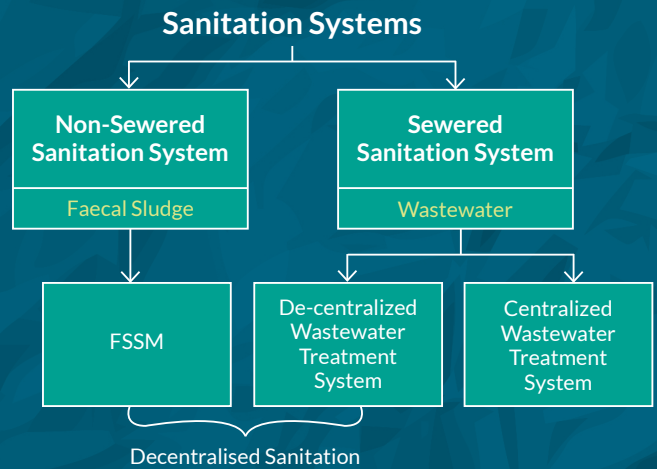 Sanitation Systems
Non-Sewered
Sanitation System
Faecal Sludge
Sewered
Sanitation System
Wastewater
FSSM
De-centralized
Wastewater
Treatment
System
Centralized
Wastewater
Treatment
System
Decentralised Sanitation